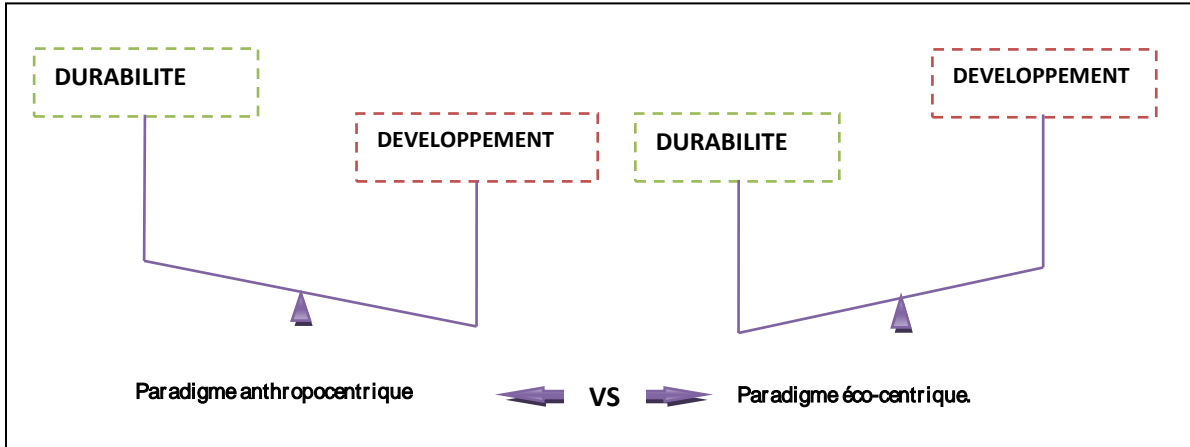 DURABILITE
DEVELOPPEMENT
DEVELOPPEMENT
DURABILITE
Paradigme anthropocentrique
VS
Paradigme éco-centrique.